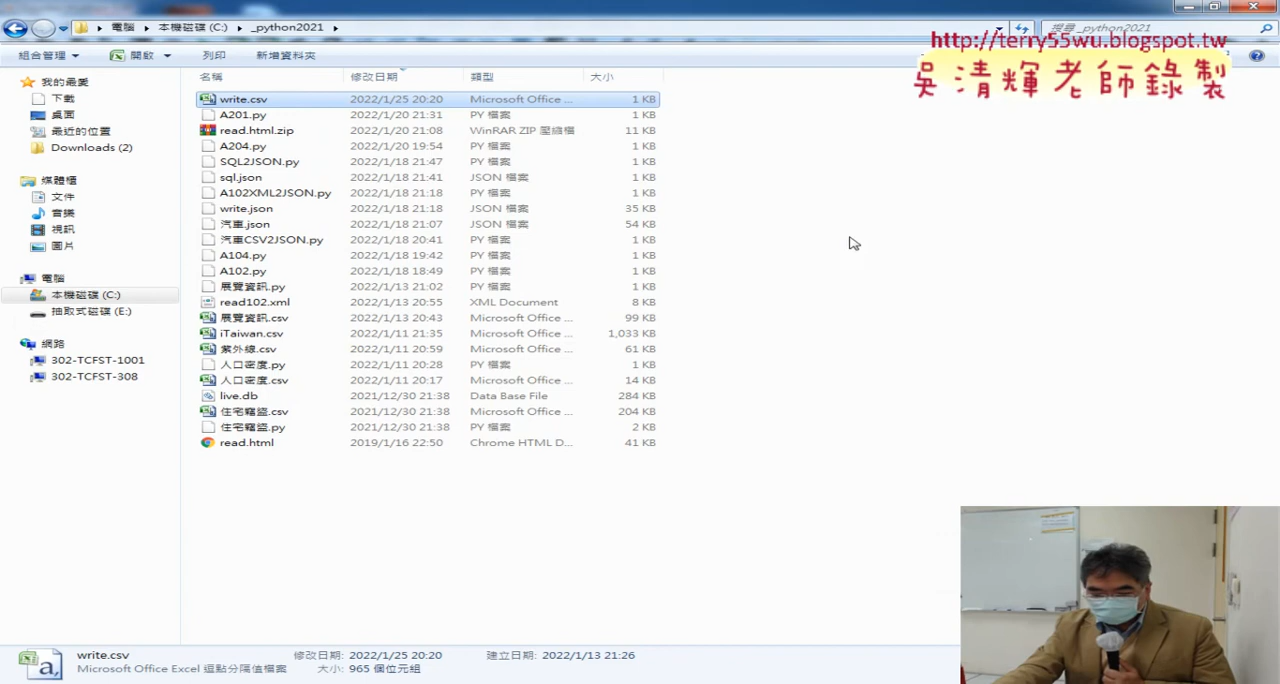 電腦 ▸ 本機磁碟 (C:) ▸ _python2021 ▸
搜尋 _python2021
http://terry55wu.blogspot.tw
吳清輝老師錄製
組合管理 開啟 列印 新增資料夾
名稱 修改日期 類型 大小
write.csv 2022/1/25 20:20 Microsoft Office ... 1 KB
A201.py 2022/1/20 21:31 PY 檔案 1 KB
read.html.zip 2022/1/20 21:08 WinRAR ZIP 壓縮檔 11 KB
A204.py 2022/1/20 19:54 PY 檔案 1 KB
SQL2JSON.py 2022/1/18 21:47 PY 檔案 1 KB
sql.json 2022/1/18 21:41 JSON 檔案 1 KB
A102XML2JSON.py 2022/1/18 21:18 PY 檔案 1 KB
write.json 2022/1/18 21:18 JSON 檔案 35 KB
汽車.json 2022/1/18 21:07 JSON 檔案 54 KB
汽車CSV2JSON.py 2022/1/18 20:41 PY 檔案 1 KB
A104.py 2022/1/18 19:42 PY 檔案 1 KB
A102.py 2022/1/18 18:49 PY 檔案 1 KB
展覽資訊.py 2022/1/13 21:02 PY 檔案 1 KB
read102.xml 2022/1/13 20:55 XML Document 8 KB
展覽資訊.csv 2022/1/13 20:43 Microsoft Office ... 99 KB
iTaiwan.csv 2022/1/11 21:35 Microsoft Office ... 1,033 KB
紫外線.csv 2022/1/11 20:59 Microsoft Office ... 61 KB
人口密度.py 2022/1/11 20:28 PY 檔案 1 KB
人口密度.csv 2022/1/11 20:17 Microsoft Office ... 14 KB
live.db 2021/12/30 21:38 Data Base File 284 KB
住宅竊盜.csv 2021/12/30 21:38 Microsoft Office ... 204 KB
住宅竊盜.py 2021/12/30 21:38 PY 檔案 2 KB
read.html 2019/1/16 22:50 Chrome HTML D... 41 KB
我的最愛
下載
桌面
最近的位置
Downloads (2)
媒體櫃
文件
音樂
視訊
圖片
電腦
本機磁碟 (C:)
抽取式磁碟 (E:)
網路
302-TCFST-1001
302-TCFST-308
write.csv 修改日期: 2022/1/25 20:20 建立日期: 2022/1/13 21:26
Microsoft Office Excel 逗點分隔值檔案 大小: 965 個位元組